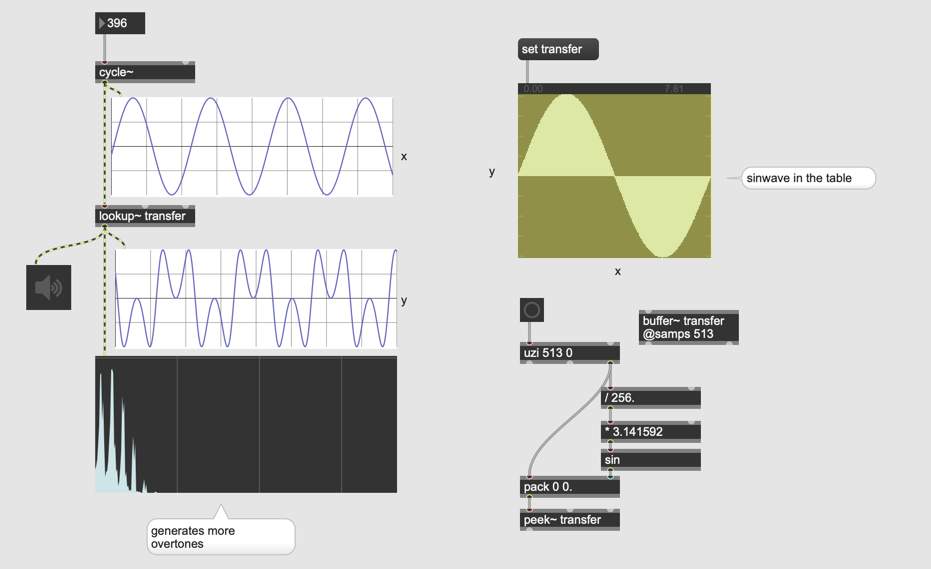 396
cycle~
x
lookup~ transfer
y
generates more
overtones
set transfer
0.00 7.81
y
sinwave in the table
x
buffer~ transfer
@samps 513
uzi 513 0
/ 256.
* 3.141592
sin
pack 0 0.
peek~ transfer